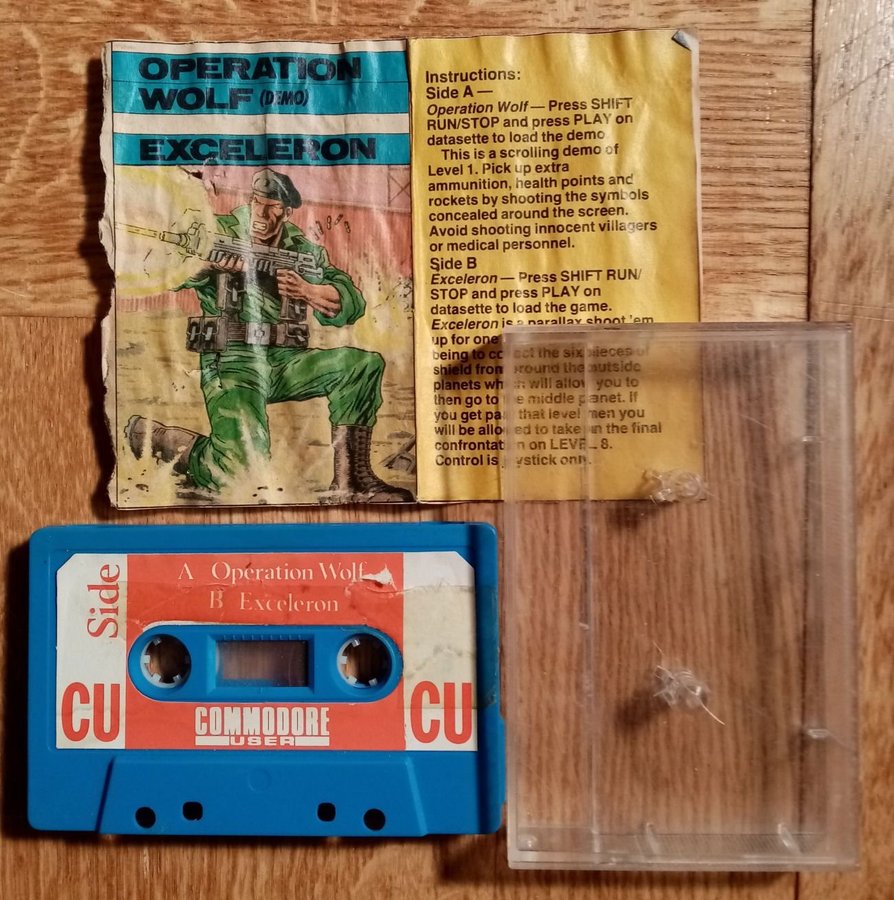 OPERATION
WOLF (DEMO)
EXCELERON
Instructions:
Side A —
Operation Wolf — Press SHIFT
RUN/STOP and press PLAY on
datasette to load the demo
This is a scrolling demo of
Level 1. Pick up extra
ammunition, health points and
rockets by shooting the symbols
concealed around the screen.
Avoid shooting innocent villagers
or medical personnel.
Side B
Exceleron — Press SHIFT RUN/
STOP and press PLAY on
datasette to load the game.
Exceleron is a parallax shoot 'em
up for one
being to collect the six pieces of
shield from around the outside
planets which will allow you to
then go to the middle planet. If
you get past that level then you
will be allowed to take in the final
confrontation on LEVEL 8.
Control is joystick only.
Side
A Operation Wolf
B Exceleron
CU
COMMODORE
USER
CU